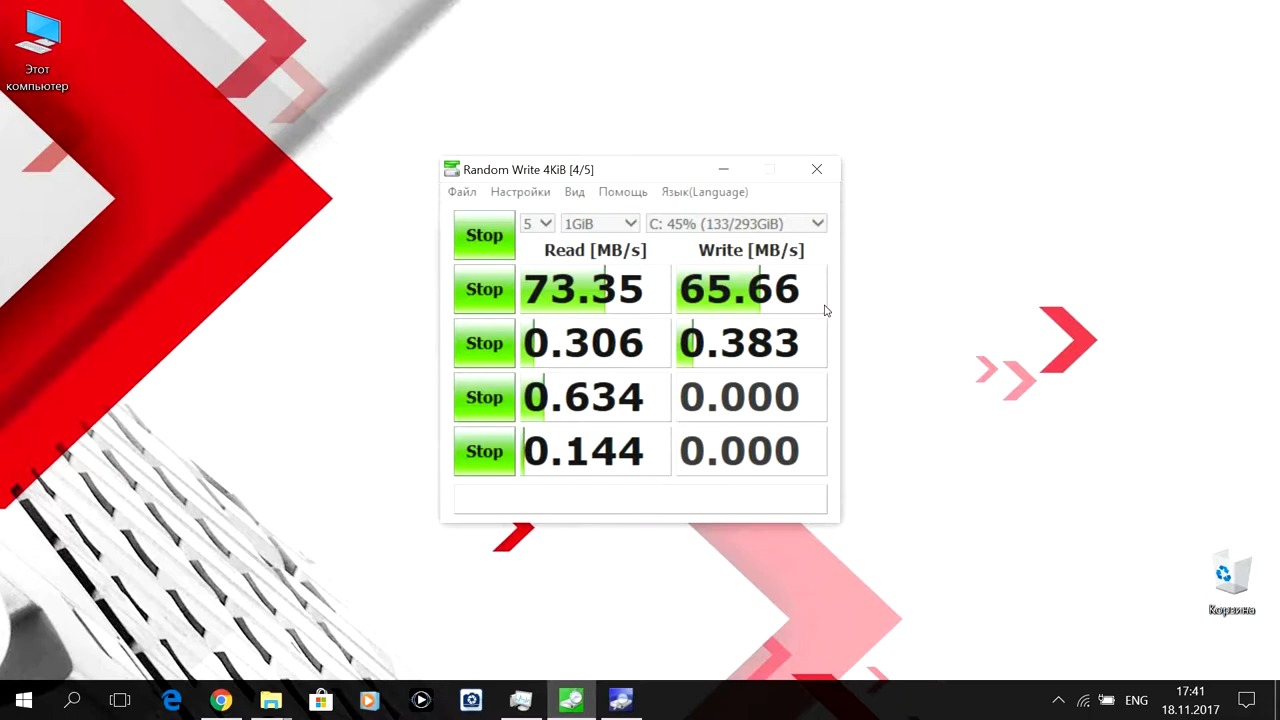 Этот
компьютер
Random Write 4KiB [4/5]
Файл Настройки Вид Помощь Язык(Language)
Stop 5 1GiB C: 45% (133/293GiB)
Read [MB/s] Write [MB/s]
Stop 73.35 65.66
Stop 0.306 0.383
Stop 0.634 0.000
Stop 0.144 0.000
Корзина
ENG
17:41
18.11.2017